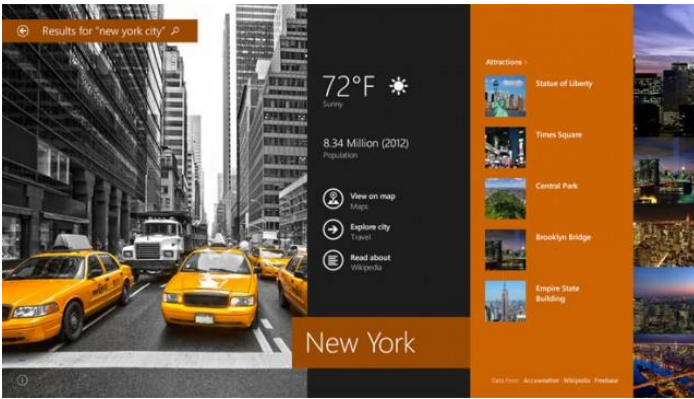 Results for "new york city"
72°F
Sunny
8.34 Million (2012)
Population
View on map
Maps
Explore city
Travel
Read about
Wikipedia
New York
Attractions >
Statue of Liberty
Times Square
Central Park
Brooklyn Bridge
Empire State
Building
Data from: Accuweather Wikipedia Freebase